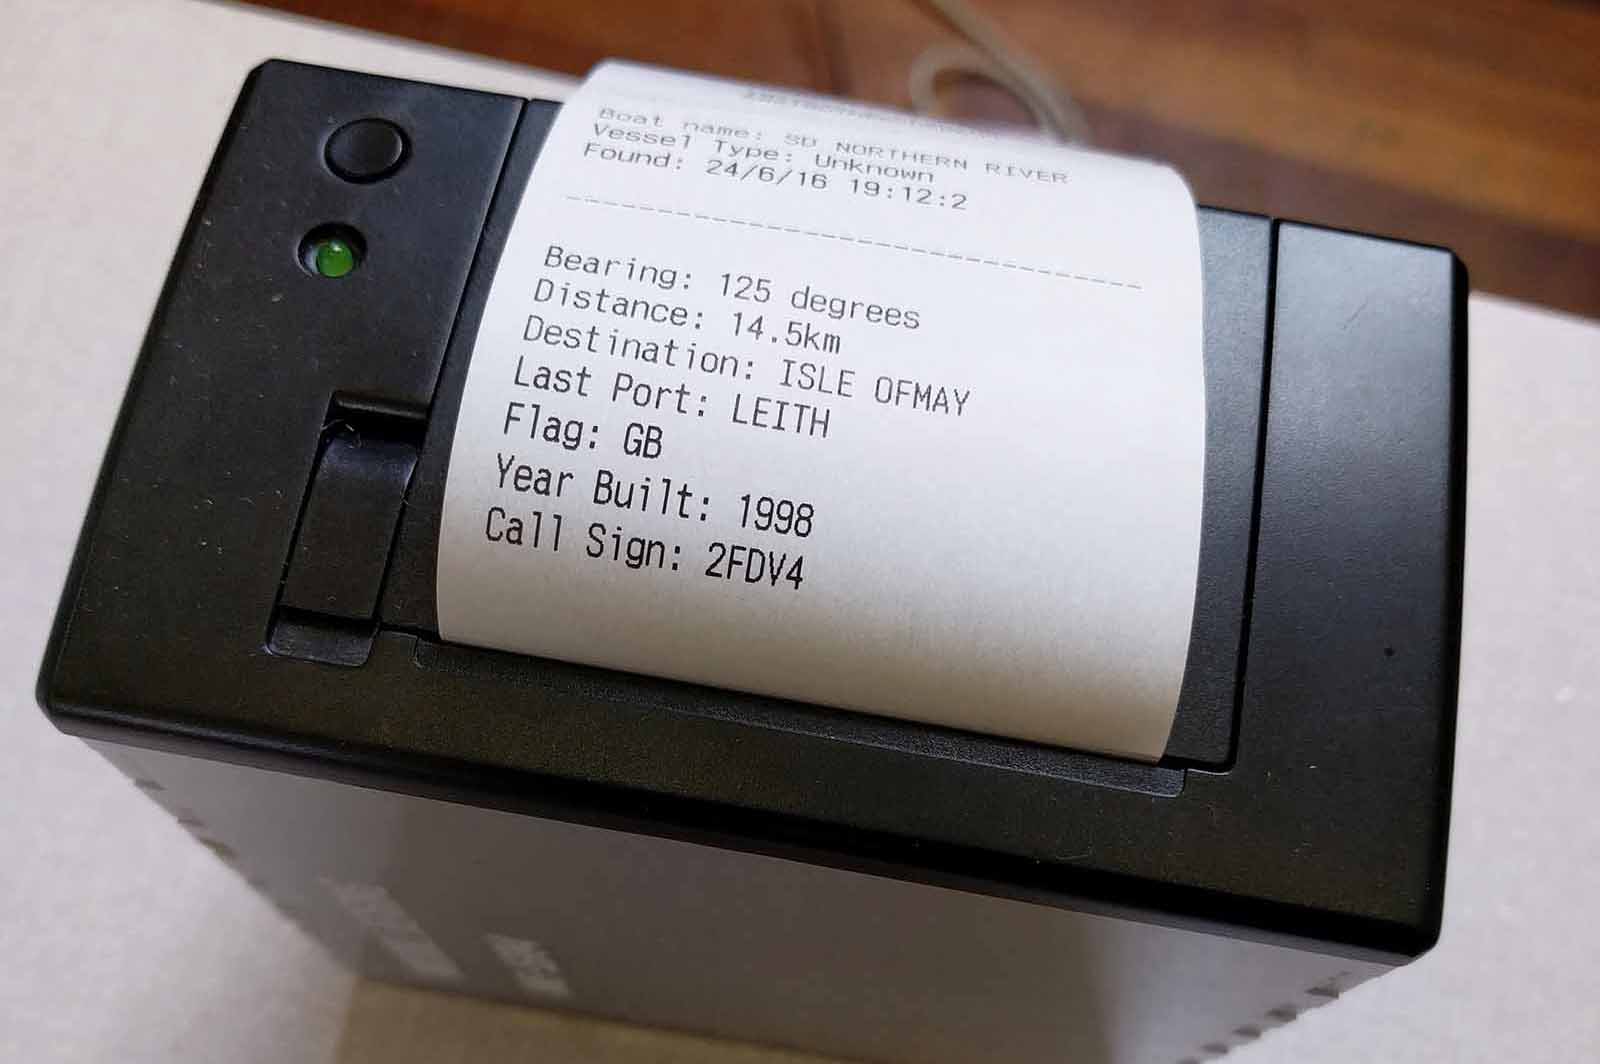 Boat name: SD NORTHERN RIVER
Vessel Type: Unknown
Found: 24/6/16 19:12:2
--------------------------------
Bearing: 125 degrees
Distance: 14.5km
Destination: ISLE OFMAY
Last Port: LEITH
Flag: GB
Year Built: 1998
Call Sign: 2FDV4